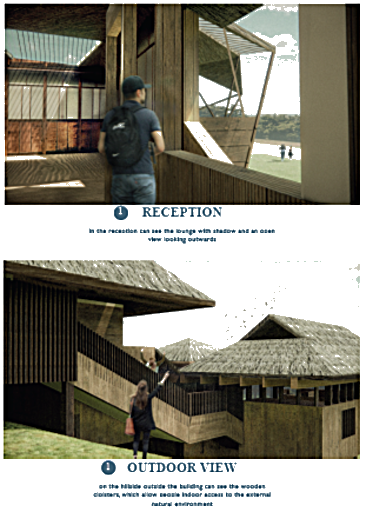 1 RECEPTION
in the reception can see the lounge with shadow and an open
view looking outwards
1 OUTDOOR VIEW
on the hillside outside the building can see the wooden
cloisters, which allow people indoor access to the external
natural environment